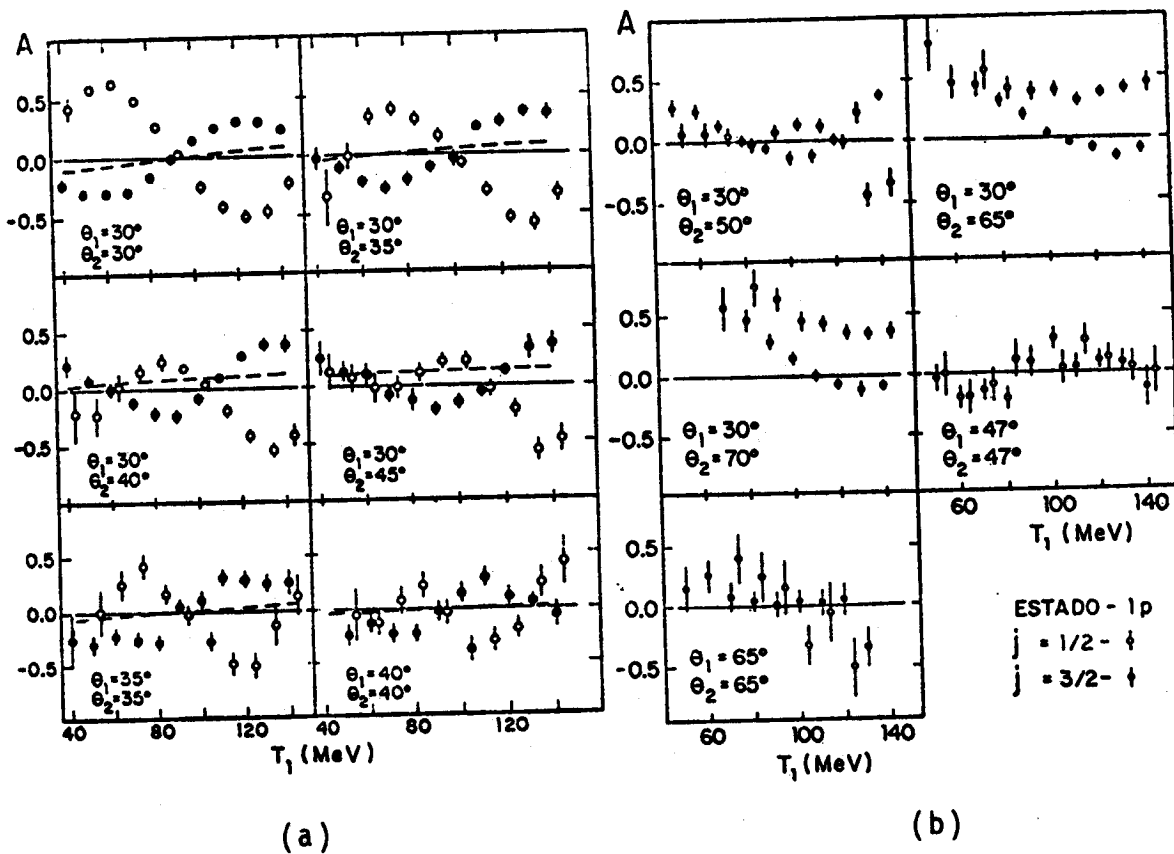 A
0.5
0.0
-0.5
θ₁=30°
θ₂=30°
θ₁=30°
θ₂=35°
0.5
0.0
-0.5
θ₁=30°
θ₂=40°
θ₁=30°
θ₂=45°
0.5
0.0
-0.5
θ₁=35°
θ₂=35°
θ₁=40°
θ₂=40°
40 80 120 40 80 120
T₁ (MeV)
(a)
A
0.5
0.0
-0.5
θ₁=30°
θ₂=50°
θ₁=30°
θ₂=65°
0.5
0.0
-0.5
θ₁=30°
θ₂=70°
θ₁=47°
θ₂=47°
60 100 140
T₁ (MeV)
0.5
0.0
-0.5
θ₁=65°
θ₂=65°
60 100 140
T₁ (MeV)
ESTADO - 1p
j = 1/2-
j = 3/2-
(b)